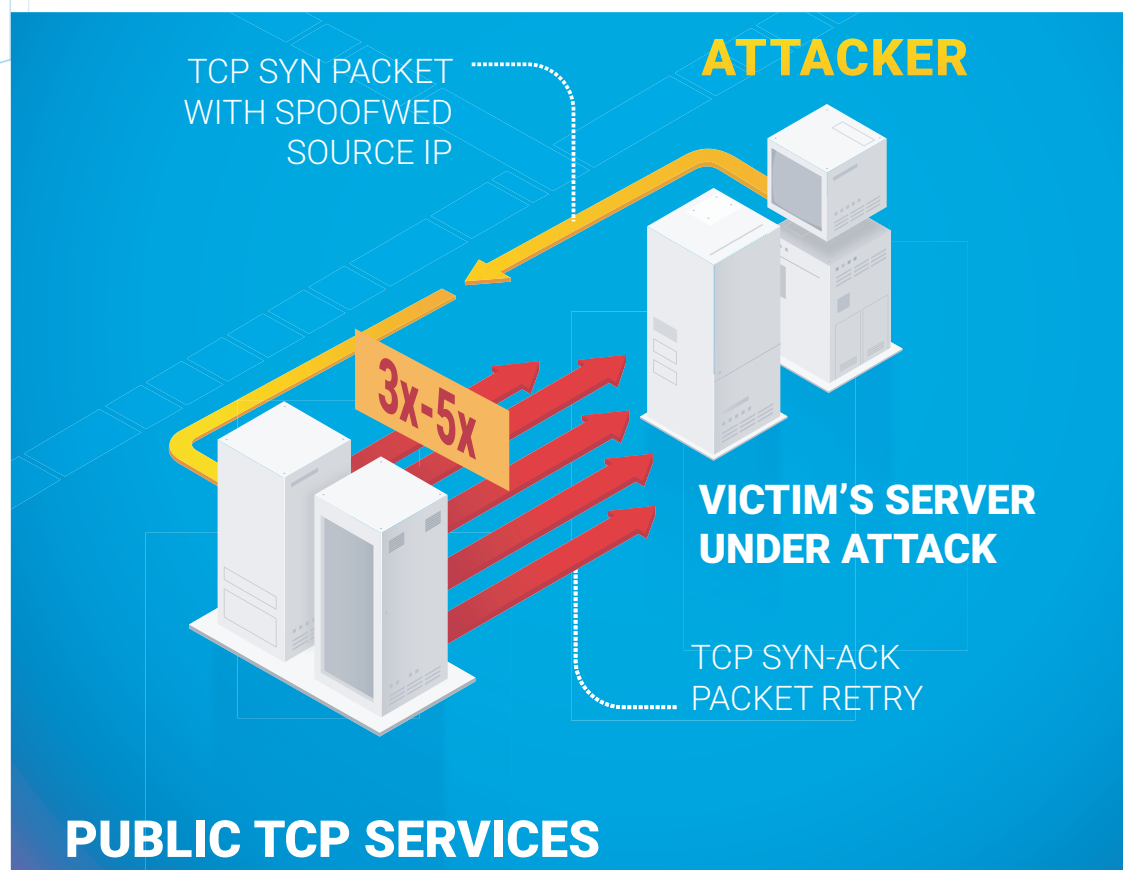 TCP SYN PACKET
WITH SPOOFWED
SOURCE IP
ATTACKER
3x-5x
VICTIM’S SERVER
UNDER ATTACK
TCP SYN-ACK
PACKET RETRY
PUBLIC TCP SERVICES